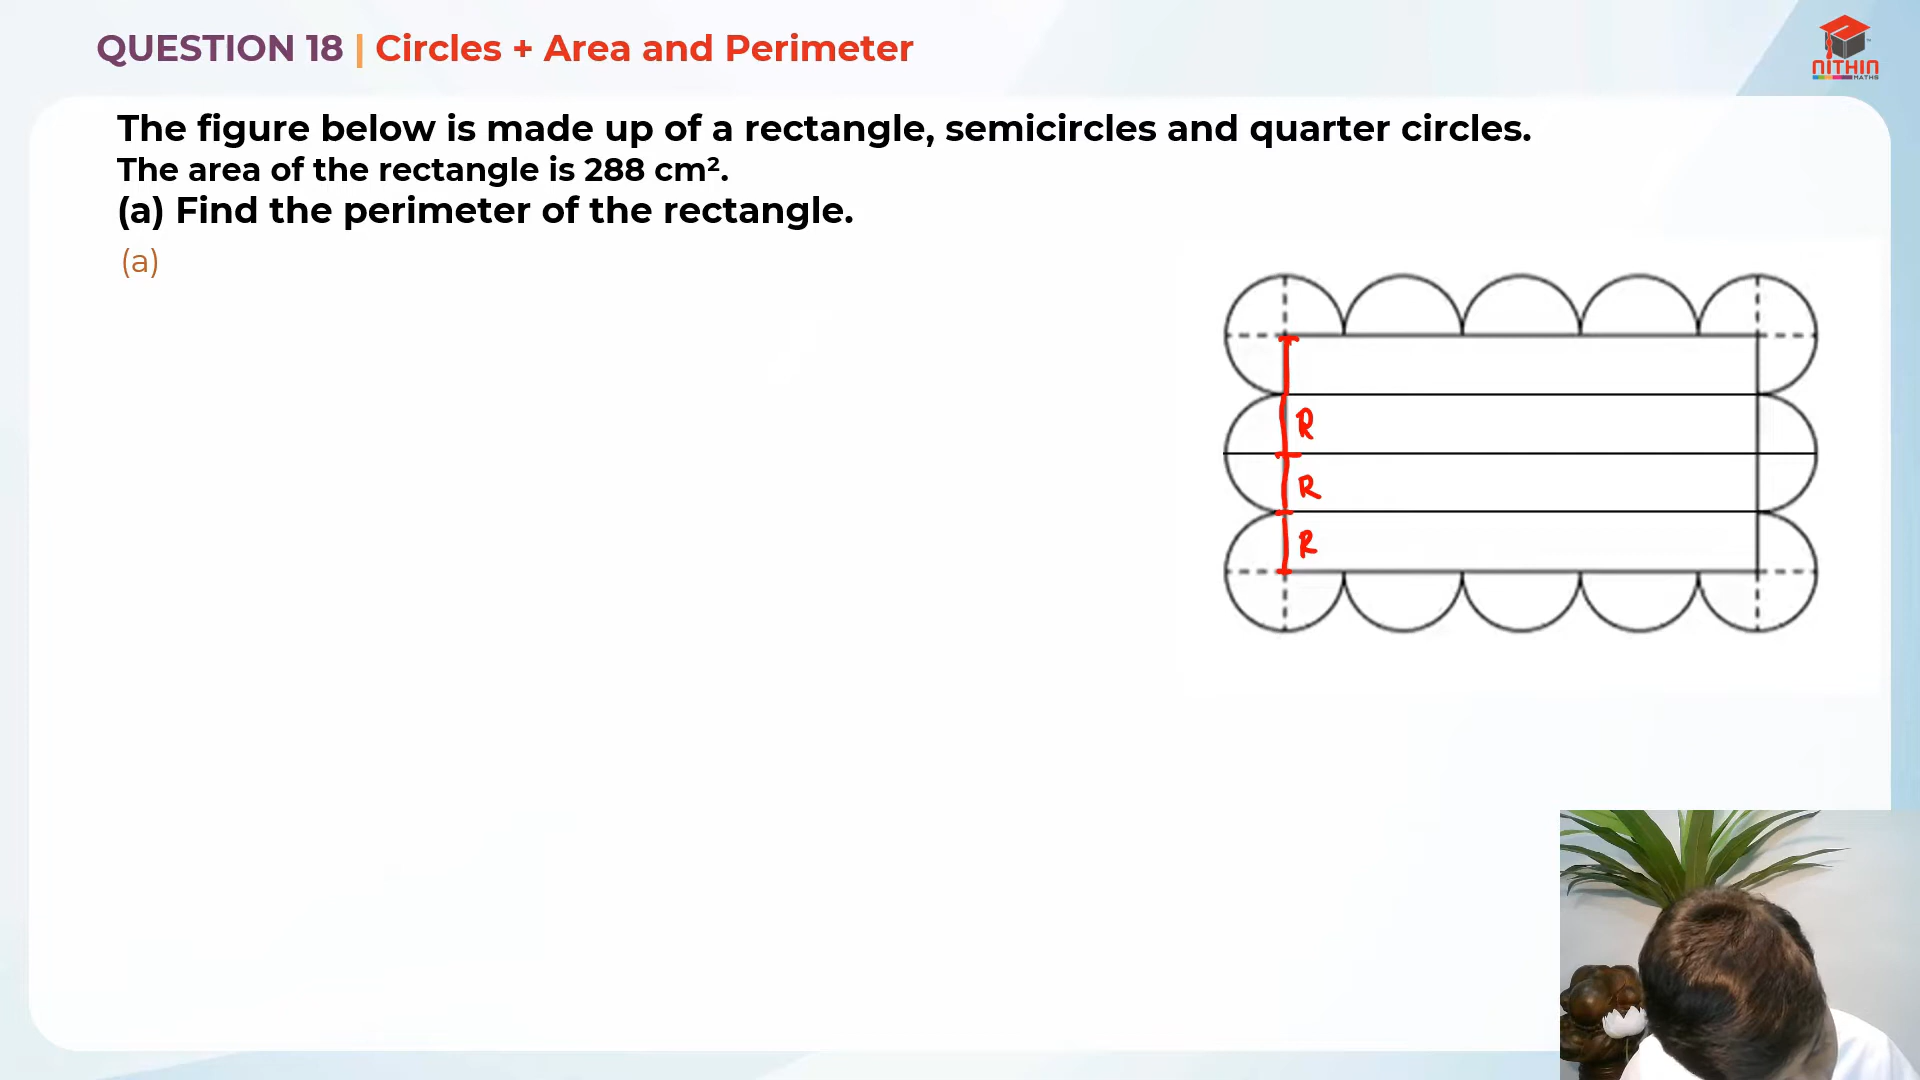 QUESTION 18 | Circles + Area and Perimeter
NITHIN
MATHS
The figure below is made up of a rectangle, semicircles and quarter circles.
The area of the rectangle is 288 cm².
(a) Find the perimeter of the rectangle.
(a)
R
R
R